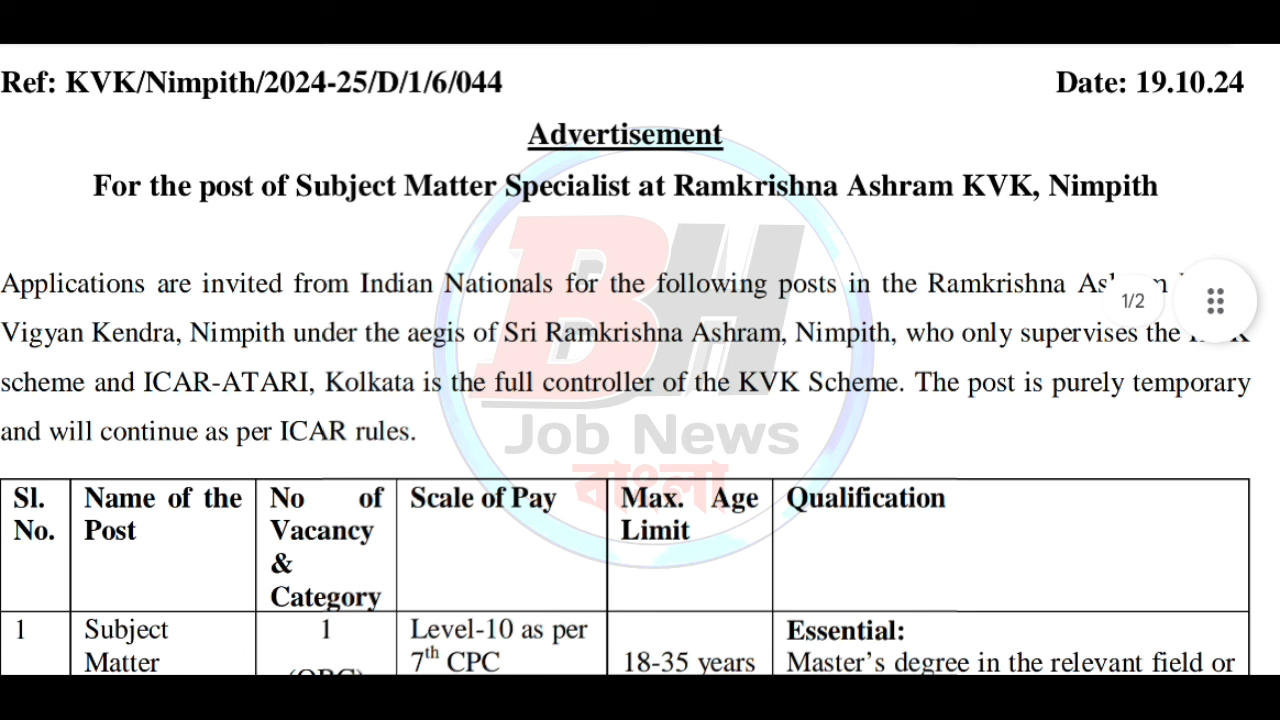 Ref: KVK/Nimpith/2024-25/D/1/6/044 Date: 19.10.24
Advertisement
For the post of Subject Matter Specialist at Ramkrishna Ashram KVK, Nimpith
Applications are invited from Indian Nationals for the following posts in the Ramkrishna
1/2
Vigyan Kendra, Nimpith under the aegis of Sri Ramkrishna Ashram, Nimpith, who only supervises the
scheme and ICAR-ATARI, Kolkata is the full controller of the KVK Scheme. The post is purely temporary
and will continue as per ICAR rules.
BH
Job News
বাংলা
Sl. No.
Name of the Post
No of Vacancy & Category
Scale of Pay
Max. Age Limit
Qualification
1
Subject Matter
1
Level-10 as per 7th CPC
18-35 years
Essential:
Master's degree in the relevant field or